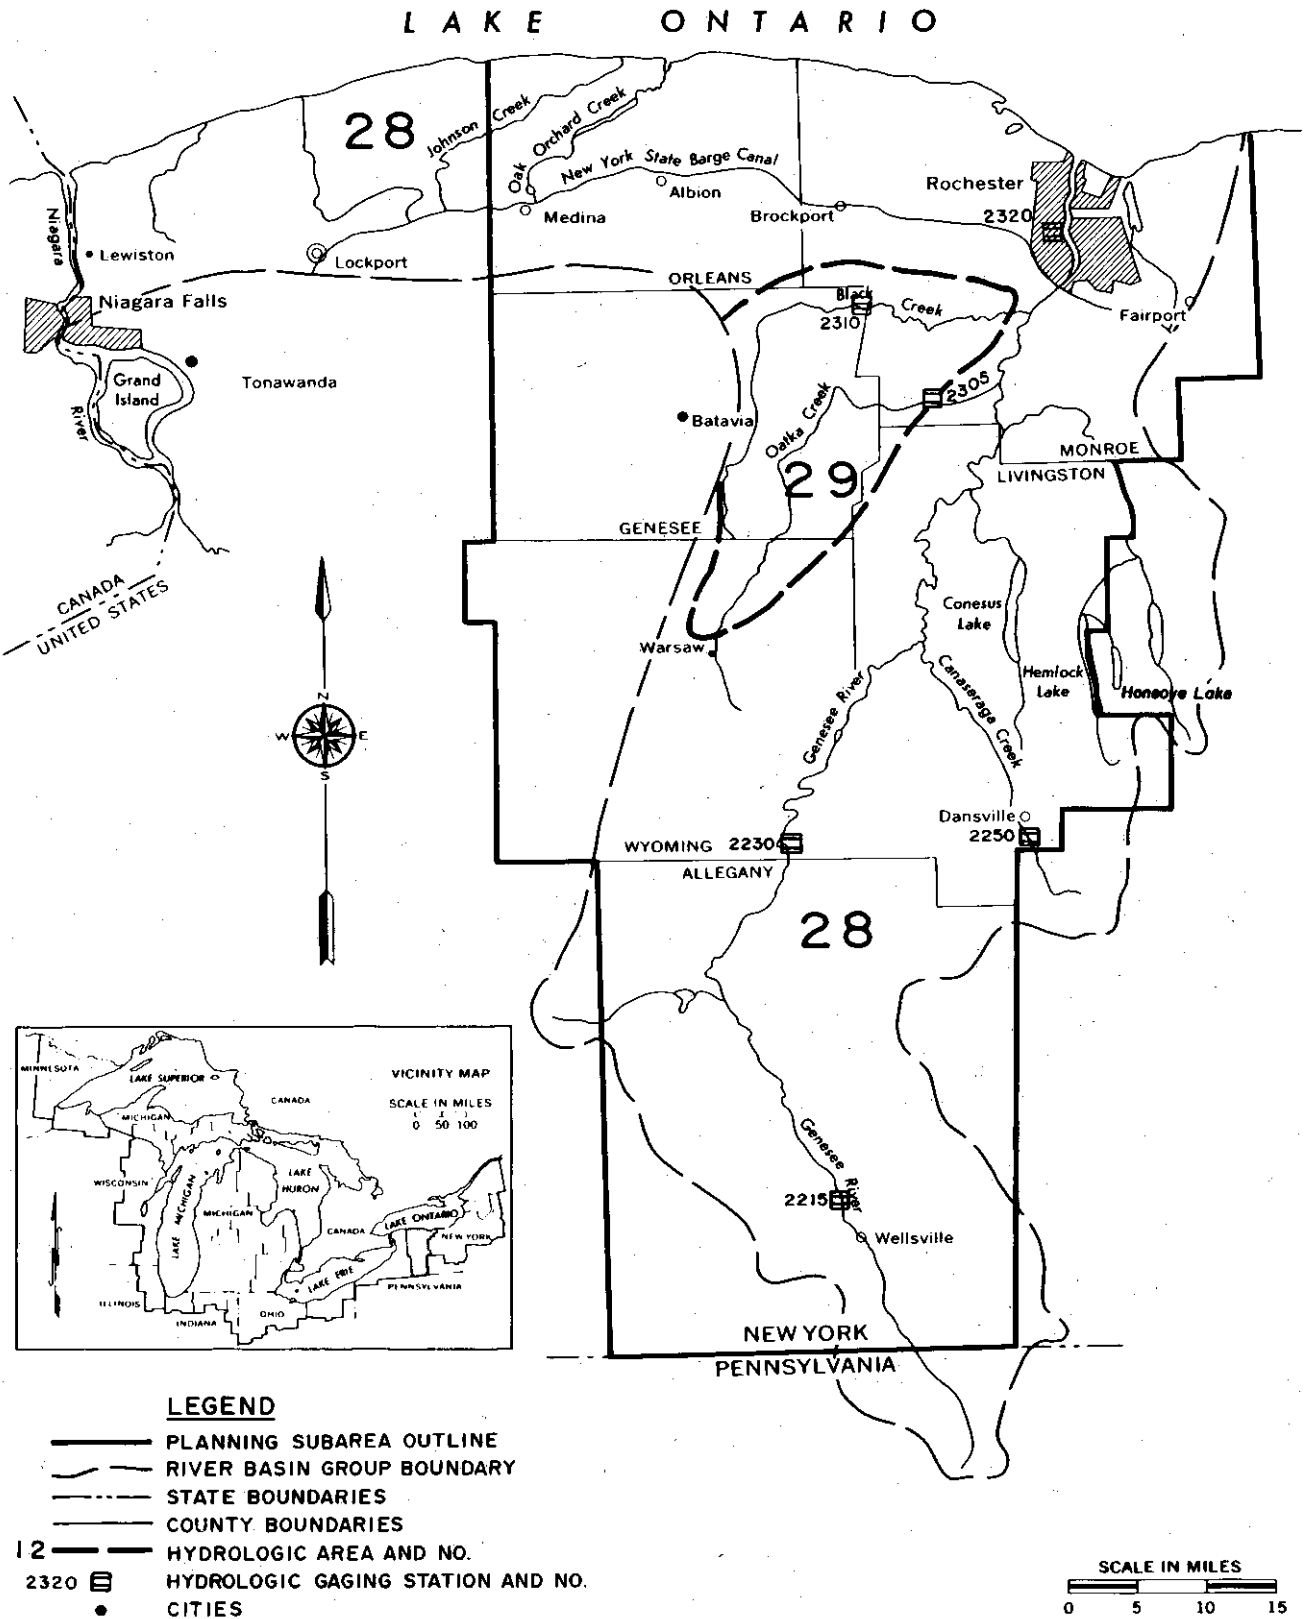 LAKE ONTARIO
28
Johnson Creek
Oak Orchard Creek
New York State Barge Canal
Albion
Medina
Brockport
Rochester
2320
Niagara
River
Lewiston
Lockport
Niagara Falls
ORLEANS
Black Creek
2310
Fairport
Grand
Island
Tonawanda
2305
Batavia
Oatka Creek
29
MONROE
LIVINGSTON
GENESEE
CANADA
UNITED STATES
Conesus
Lake
Warsaw
Hemlock
Lake
Honeoye Lake
Genesee River
Canaseraga Creek
N
W E
S
Dansville
2250
WYOMING 2230
ALLEGANY
28
Genesee River
2215
Wellsville
NEW YORK
PENNSYLVANIA
VICINITY MAP
SCALE IN MILES
0 50 100
MINNESOTA
LAKE SUPERIOR
CANADA
MICHIGAN
WISCONSIN
LAKE MICHIGAN
MICHIGAN
LAKE
HURON
CANADA
LAKE ONTARIO
NEW YORK
LAKE ERIE
PENNSYLVANIA
ILLINOIS
INDIANA
OHIO
LEGEND
PLANNING SUBAREA OUTLINE
RIVER BASIN GROUP BOUNDARY
STATE BOUNDARIES
COUNTY BOUNDARIES
12 HYDROLOGIC AREA AND NO.
2320 HYDROLOGIC GAGING STATION AND NO.
CITIES
SCALE IN MILES
0 5 10 15